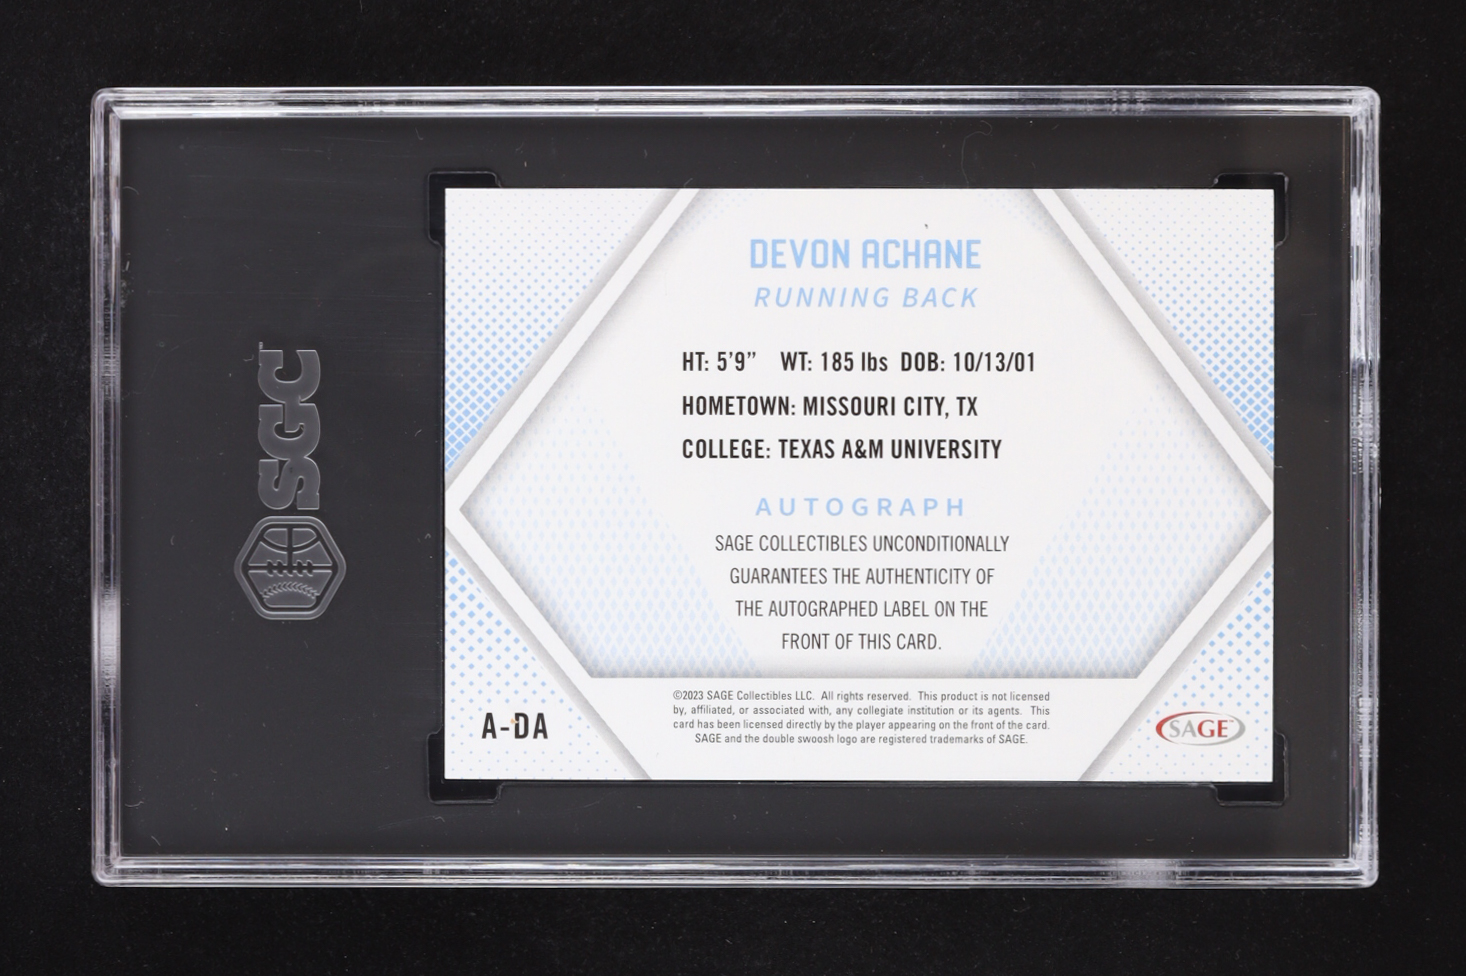 SGC
DEVON ACHANE
RUNNING BACK
HT: 5'9” WT: 185 lbs DOB: 10/13/01
HOMETOWN: MISSOURI CITY, TX
COLLEGE: TEXAS A&M UNIVERSITY
AUTOGRAPH
SAGE COLLECTIBLES UNCONDITIONALLY
GUARANTEES THE AUTHENTICITY OF
THE AUTOGRAPHED LABEL ON THE
FRONT OF THIS CARD.
©2023 SAGE Collectibles LLC. All rights reserved. This product is not licensed
by, affiliated, or associated with, any collegiate institution or its agents. This
card has been licensed directly by the player appearing on the front of the card.
SAGE and the double swoosh logo are registered trademarks of SAGE.
A-DA
SAGE